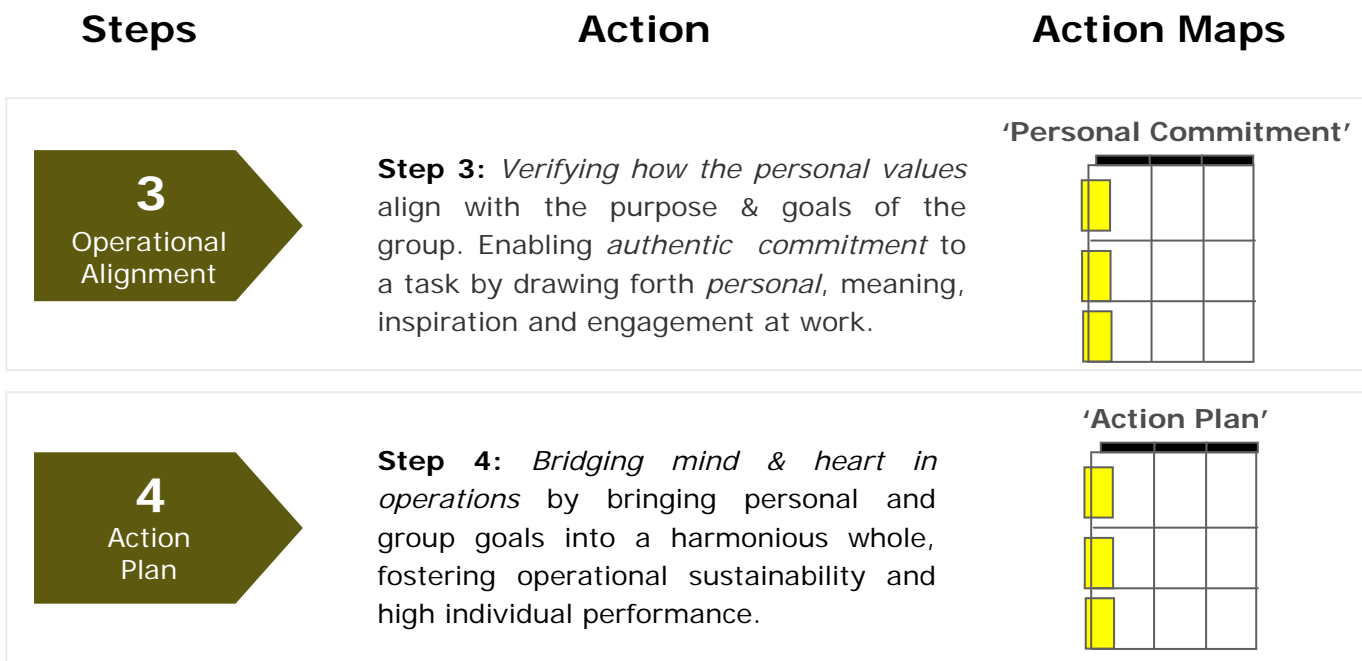 Steps
Action
Action Maps
3
Operational
Alignment
Step 3: Verifying how the personal values
align with the purpose & goals of the
group. Enabling authentic commitment to
a task by drawing forth personal, meaning,
inspiration and engagement at work.
‘Personal Commitment’
4
Action
Plan
Step 4: Bridging mind & heart in
operations by bringing personal and
group goals into a harmonious whole,
fostering operational sustainability and
high individual performance.
‘Action Plan’